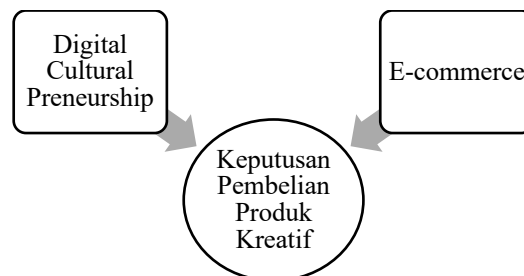 Digital
Cultural
Preneurship
E-commerce
Keputusan
Pembelian
Produk
Kreatif